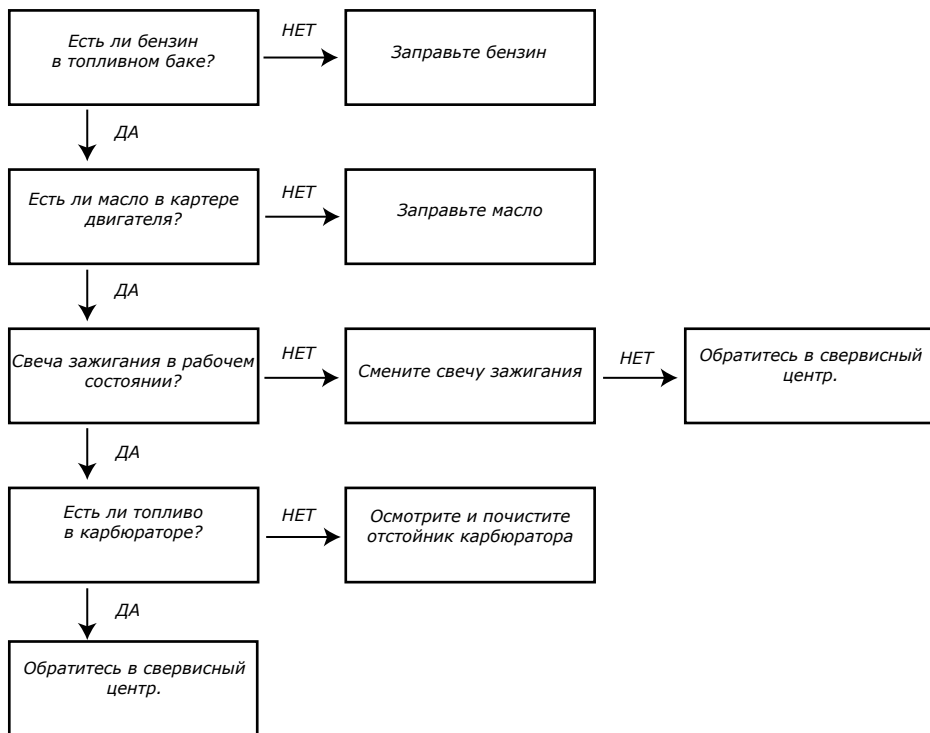 Есть ли бензин
в топливном баке?
НЕТ
Заправьте бензин
ДА
Есть ли масло в картере
двигателя?
НЕТ
Заправьте масло
ДА
Свеча зажигания в рабочем
состоянии?
НЕТ
Смените свечу зажигания
НЕТ
Обратитесь в свервисный
центр.
ДА
Есть ли топливо
в карбюраторе?
НЕТ
Осмотрите и почистите
отстойник карбюратора
ДА
Обратитесь в свервисный
центр.